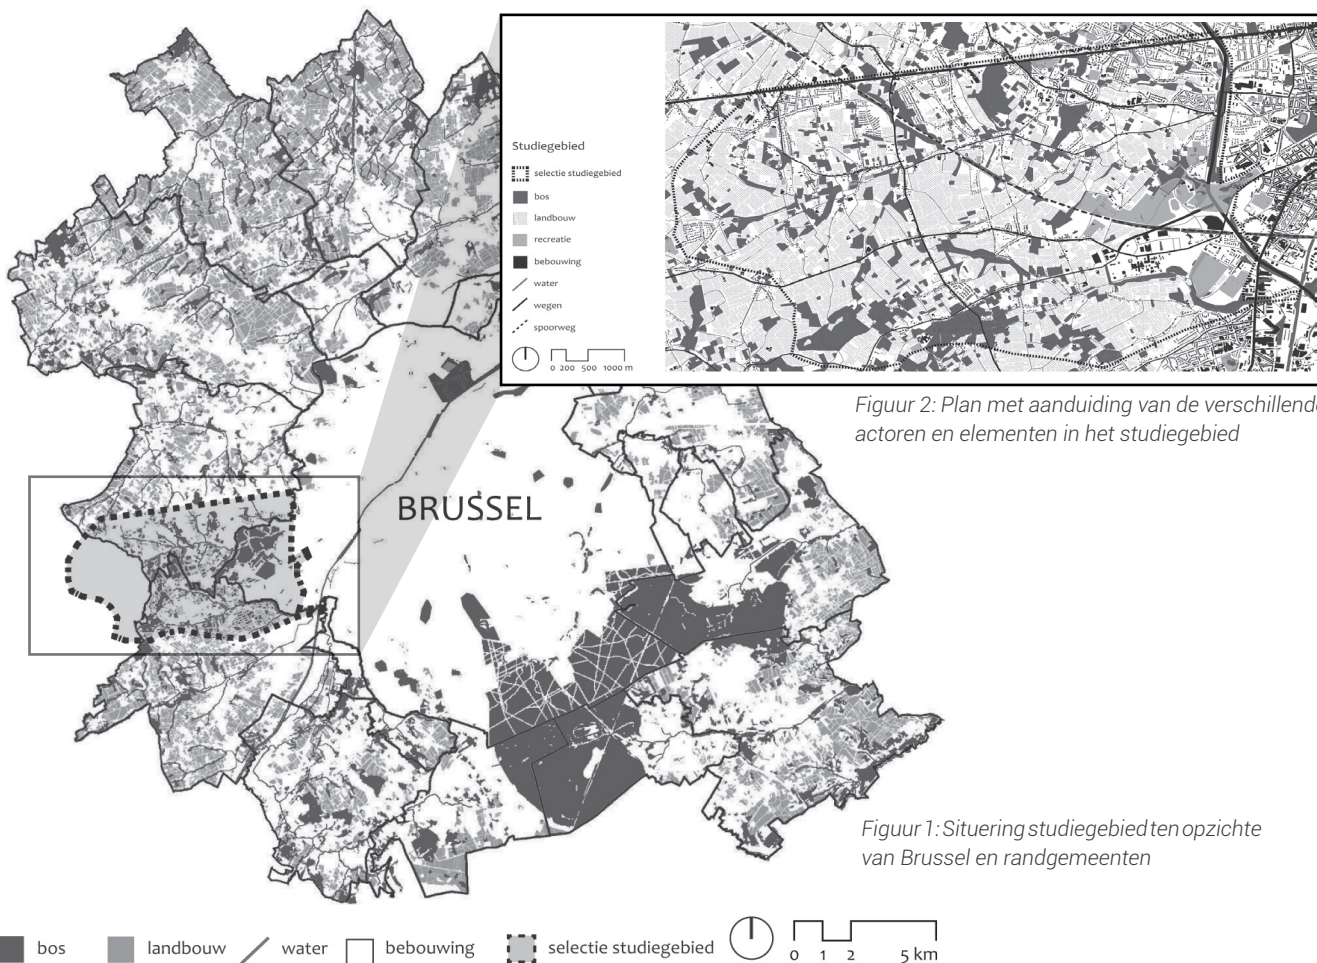 Studiegebied
selectie studiegebied
bos
landbouw
recreatie
bebouwing
water
wegen
spoorweg
0 200 500 1000 m
Figuur 2: Plan met aanduiding van de verschillende
actoren en elementen in het studiegebied
BRUSSEL
Figuur 1: Situering studiegebied ten opzichte
van Brussel en randgemeenten
bos landbouw water bebouwing selectie studiegebied 0 1 2 5 km